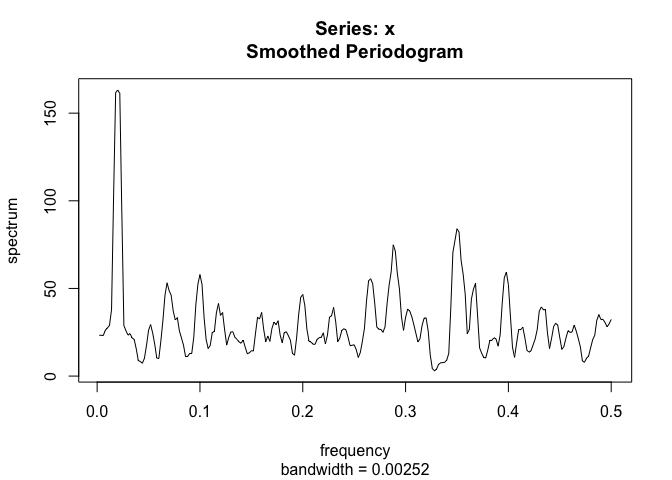 Series: x
Smoothed Periodogram
spectrum
150
100
50
0
0.0 0.1 0.2 0.3 0.4 0.5
frequency
bandwidth = 0.00252